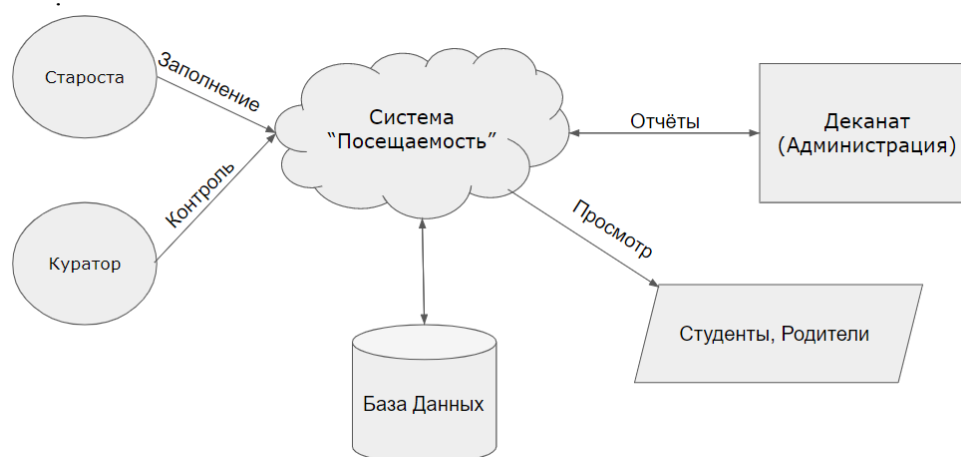 Староста
Заполнение
Система
“Посещаемость”
Отчёты
Деканат
(Администрация)
Контроль
Куратор
Просмотр
Студенты, Родители
База Данных